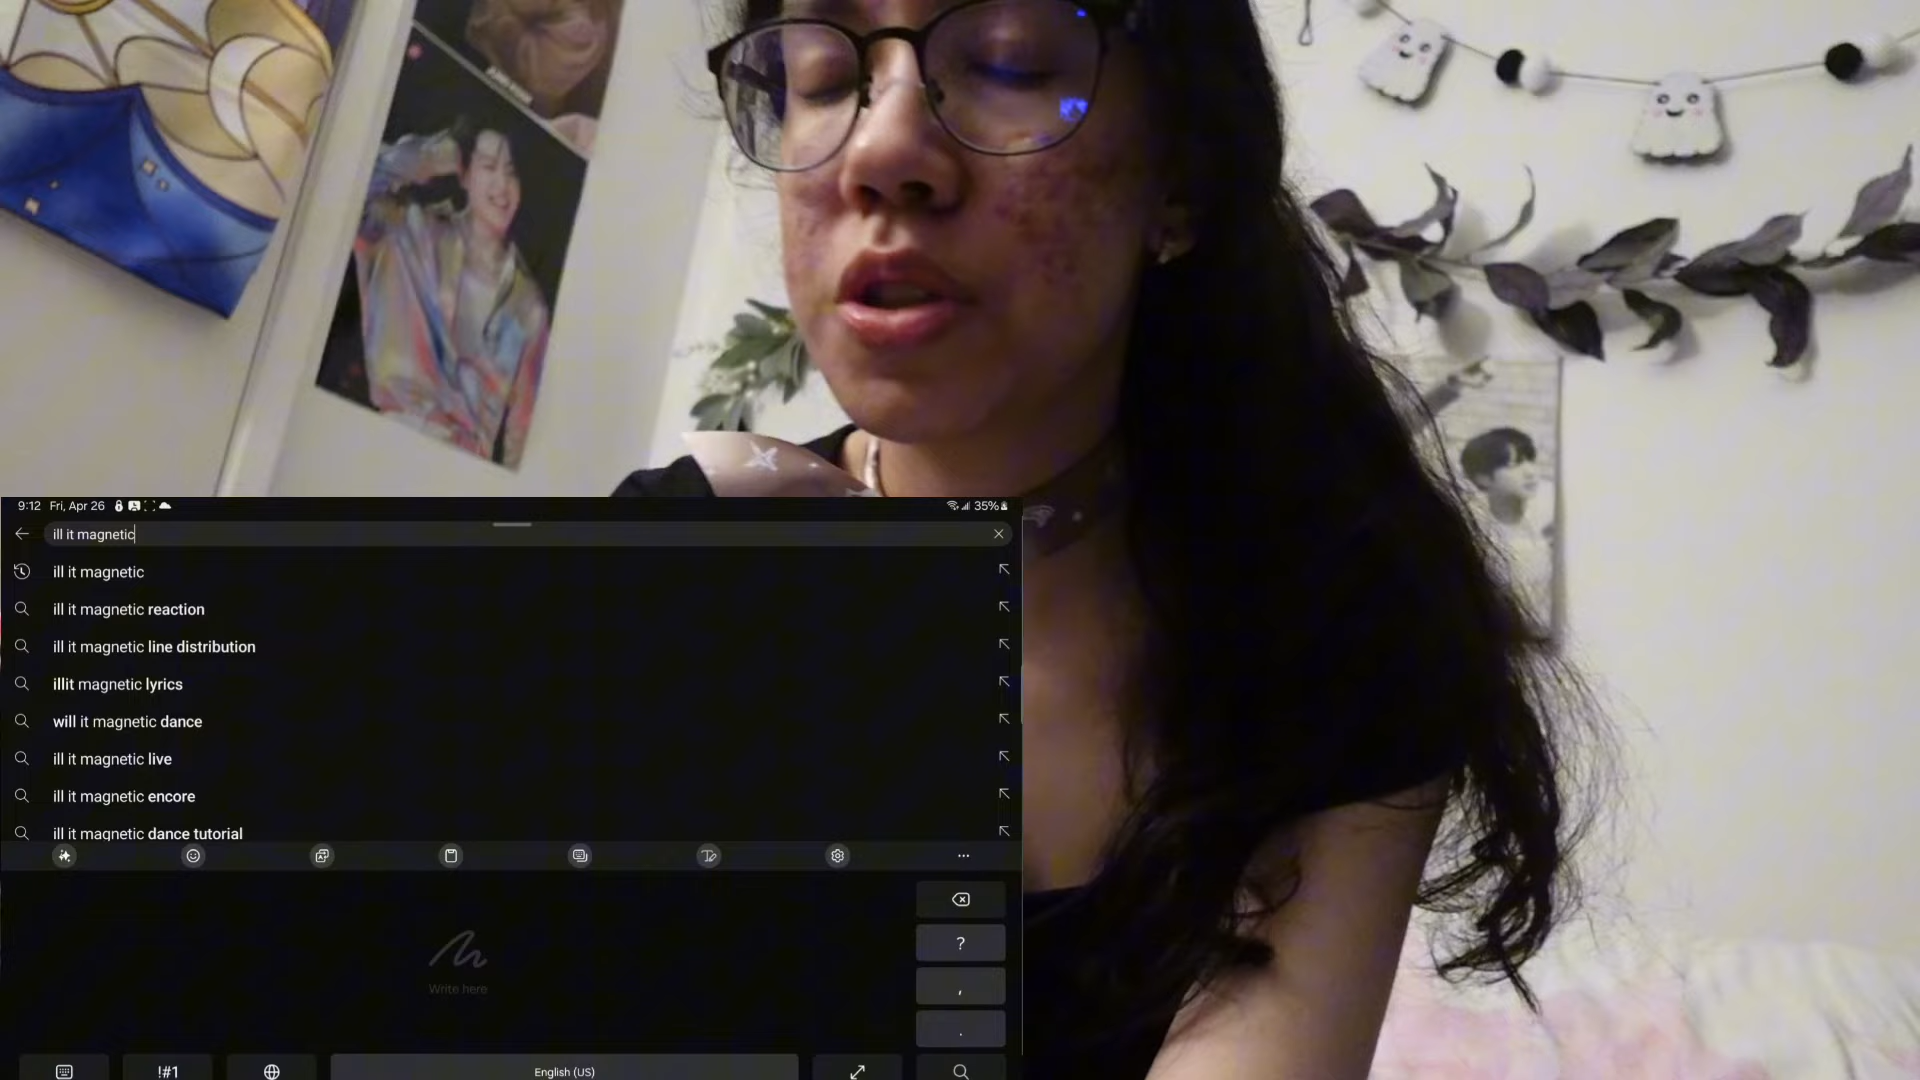 9:12 Fri, Apr 26
35%
ill it magnetic
ill it magnetic
ill it magnetic reaction
ill it magnetic line distribution
illit magnetic lyrics
will it magnetic dance
ill it magnetic live
ill it magnetic encore
ill it magnetic dance tutorial
?
Write here
,
.
!#1
English (US)